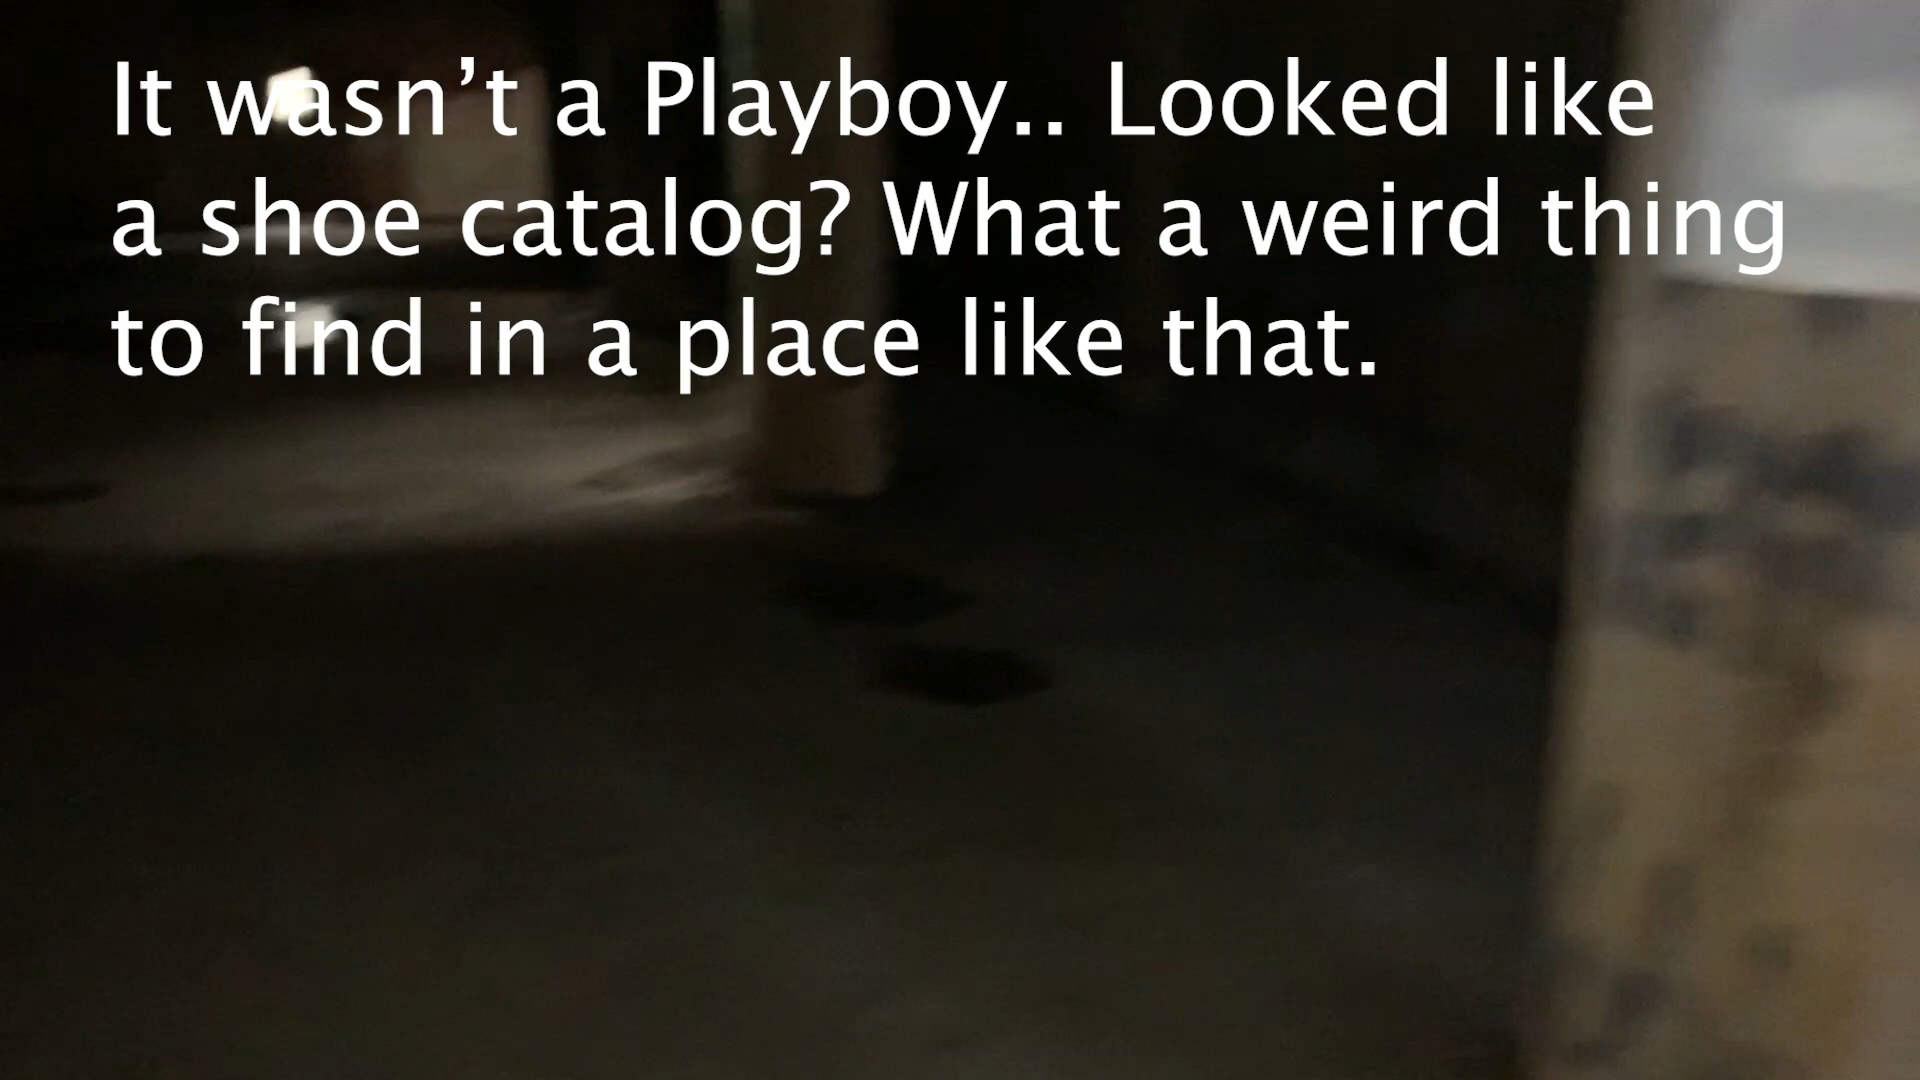 It wasn’t a Playboy.. Looked like
a shoe catalog? What a weird thing
to find in a place like that.